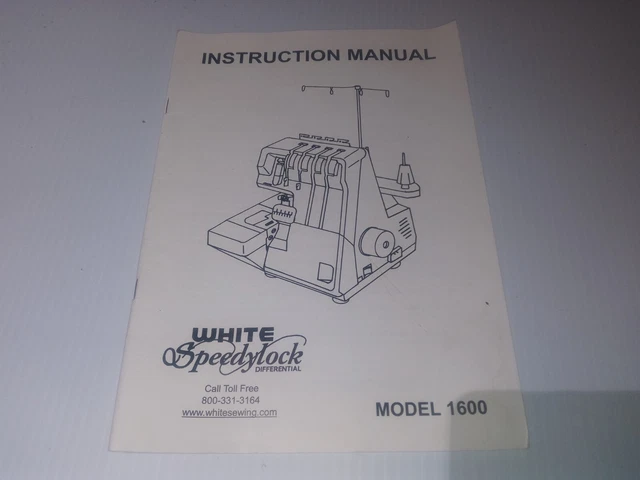 INSTRUCTION MANUAL
WHITE
Speedylock
DIFFERENTIAL
Call Toll Free
800-331-3164
www.whitesewing.com
MODEL 1600